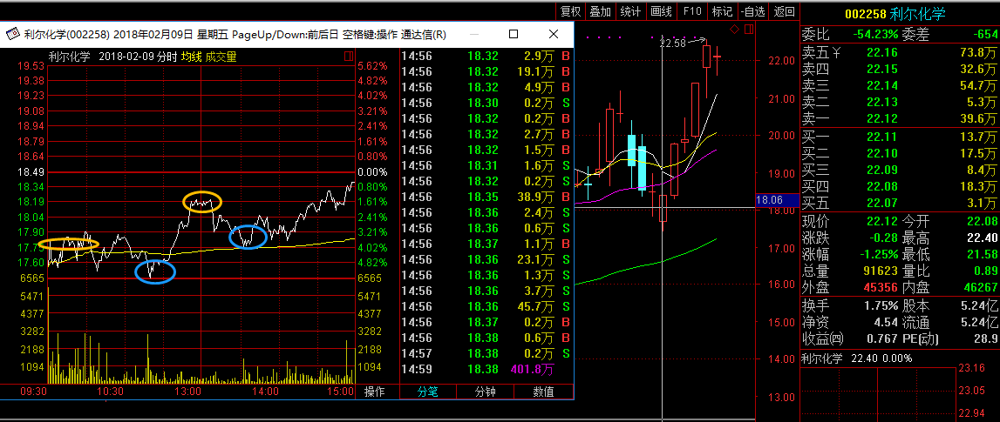 复权 叠加 统计 画线 F10 标记 -自选 返回
002258 利尔化学
利尔化学(002258) 2018年02月09日 星期五 PageUp/Down:前后日 空格键:操作 通达信(R)
利尔化学 2018-02-09 分时 均线 成交量
19.53 5.62%
19.38 4.82%
19.23 4.02%
19.08 3.21%
18.94 2.41%
18.79 1.61%
18.64 0.80%
18.49 0.00%
18.34 0.80%
18.19 1.61%
18.04 2.41%
17.90 3.21%
17.75 4.02%
17.60 4.82%
6565 6565
5471 5471
4377 4377
3282 3282
2188 2188
1094 1094
09:30 10:30 13:00 14:00 15:00 操作
14:56 18.32 2.9万 B
14:56 18.32 19.1万 B
14:56 18.32 4.9万 B
14:56 18.30 0.2万 S
14:56 18.32 0.2万 B
14:56 18.32 2.7万 B
14:56 18.32 1.5万 B
14:56 18.31 1.6万 S
14:56 18.32 0.2万 S
14:56 18.35 38.9万 B
14:56 18.36 2.4万 S
14:56 18.36 0.6万 S
14:56 18.37 1.1万 B
14:56 18.36 23.1万 S
14:56 18.36 1.3万 S
14:56 18.36 3.7万 S
14:56 18.36 45.7万 S
14:56 18.37 0.2万 B
14:56 18.38 0.6万 B
14:57 18.38 0.2万 S
14:59 18.38 401.8万
分笔 分钟 数值
22.58
22.00
21.00
20.00
19.00
18.06
18.00
17.00
16.00
15.00
14.00
13.00
委比 -54.23% 委差 -654
卖五￥ 22.16 73.8万
卖四 22.15 32.6万
卖三 22.14 54.7万
卖二 22.13 5.3万
卖一 22.12 39.6万
买一 22.11 13.7万
买二 22.10 17.5万
买三 22.09 8.4万
买四 22.08 18.3万
买五 22.07 3.1万
现价 22.12 今开 22.08
涨跌 -0.28 最高 22.40
涨幅 -1.25% 最低 21.58
总量 91623 量比 0.89
外盘 45356 内盘 46267
换手 1.75% 股本 5.24亿
净资 4.54 流通 5.24亿
收益㈣ 0.767 PE(动) 28.9
利尔化学 22.40 0.00%
23.16
23.05
22.94